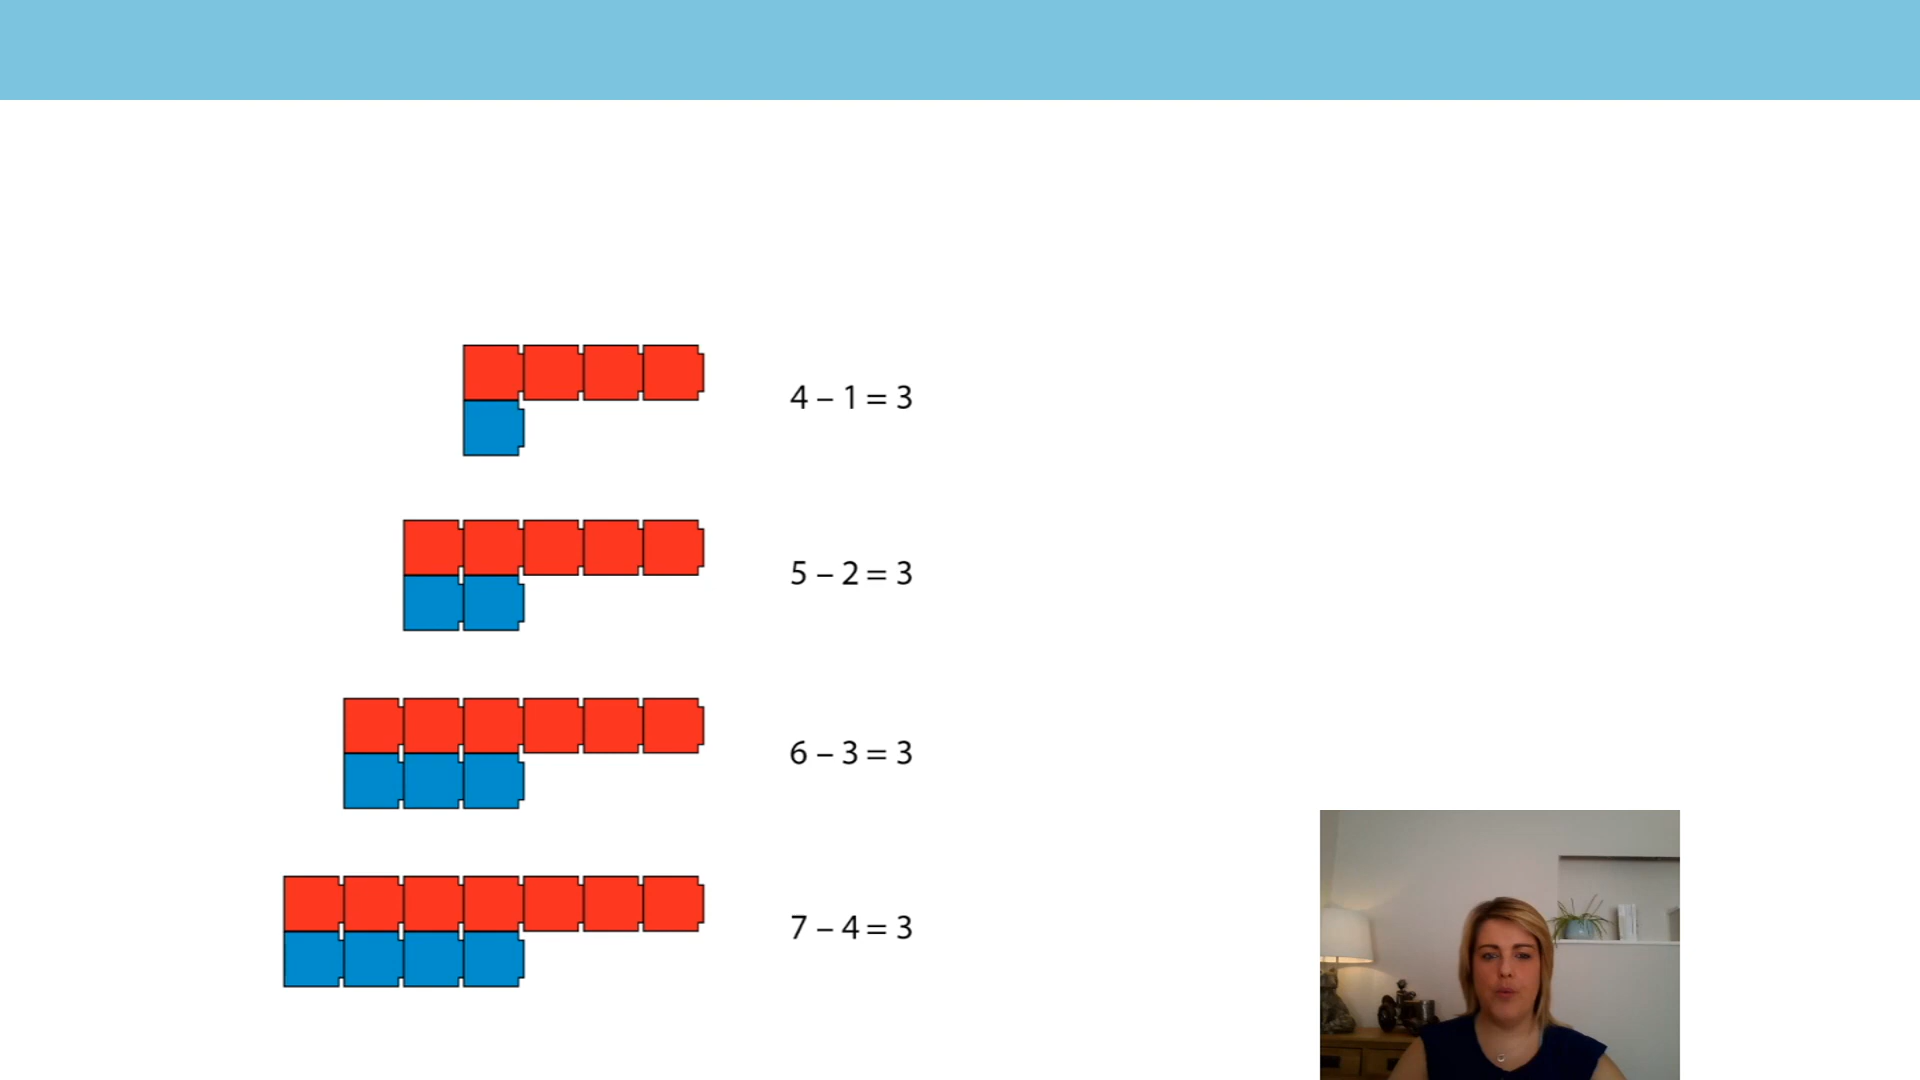 4 – 1 = 3
5 – 2 = 3
6 – 3 = 3
7 – 4 = 3